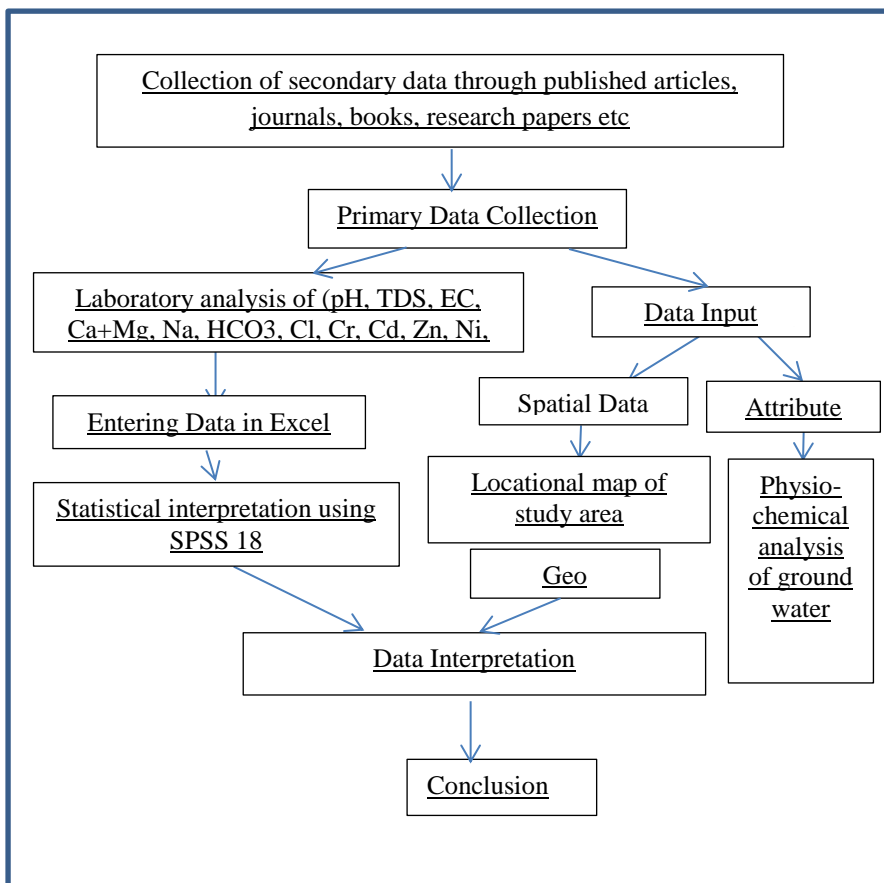 Collection of secondary data through published articles,
journals, books, research papers etc
Primary Data Collection
Laboratory analysis of (pH, TDS, EC,
Ca+Mg, Na, HCO3, Cl, Cr, Cd, Zn, Ni,
Data Input
Entering Data in Excel
Spatial Data
Attribute
Statistical interpretation using
SPSS 18
Locational map of
study area
Physio-
chemical
analysis
of ground
water
Geo
Data Interpretation
Conclusion